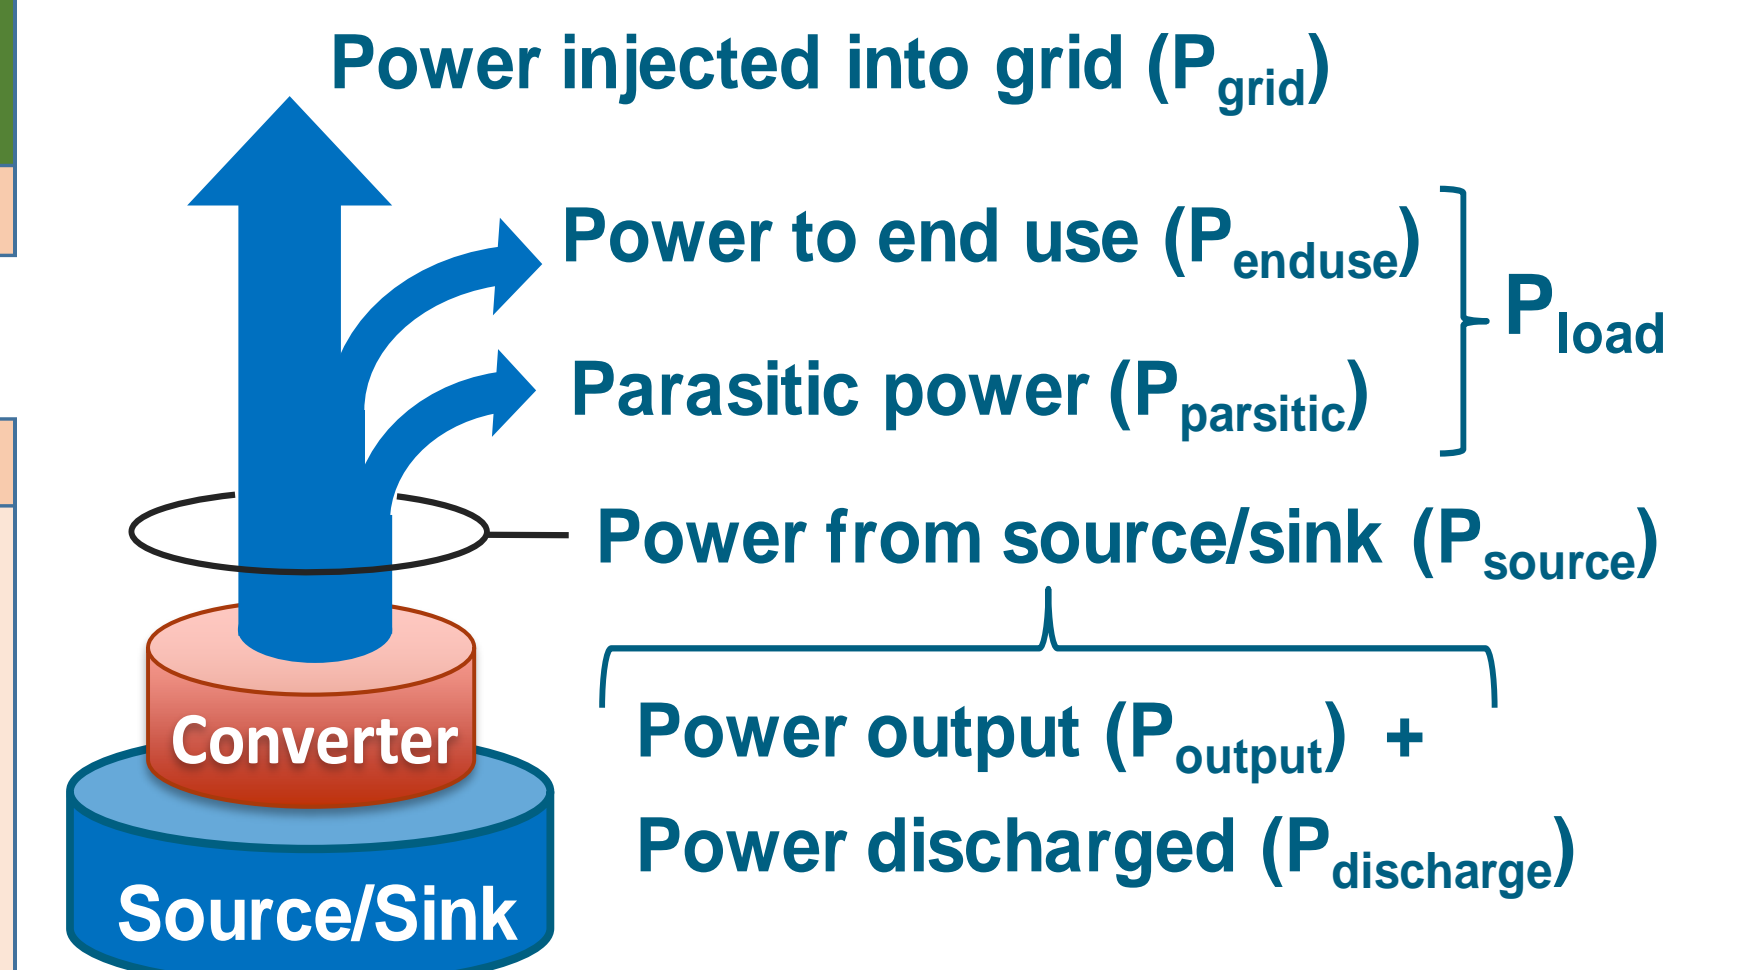 Power injected into grid (Pgrid)
Power to end use (Penduse)
Pload
Parasitic power (Pparsitic)
Power from source/sink (Psource)
Converter
Power output (Poutput) +
Power discharged (Pdischarge)
Source/Sink